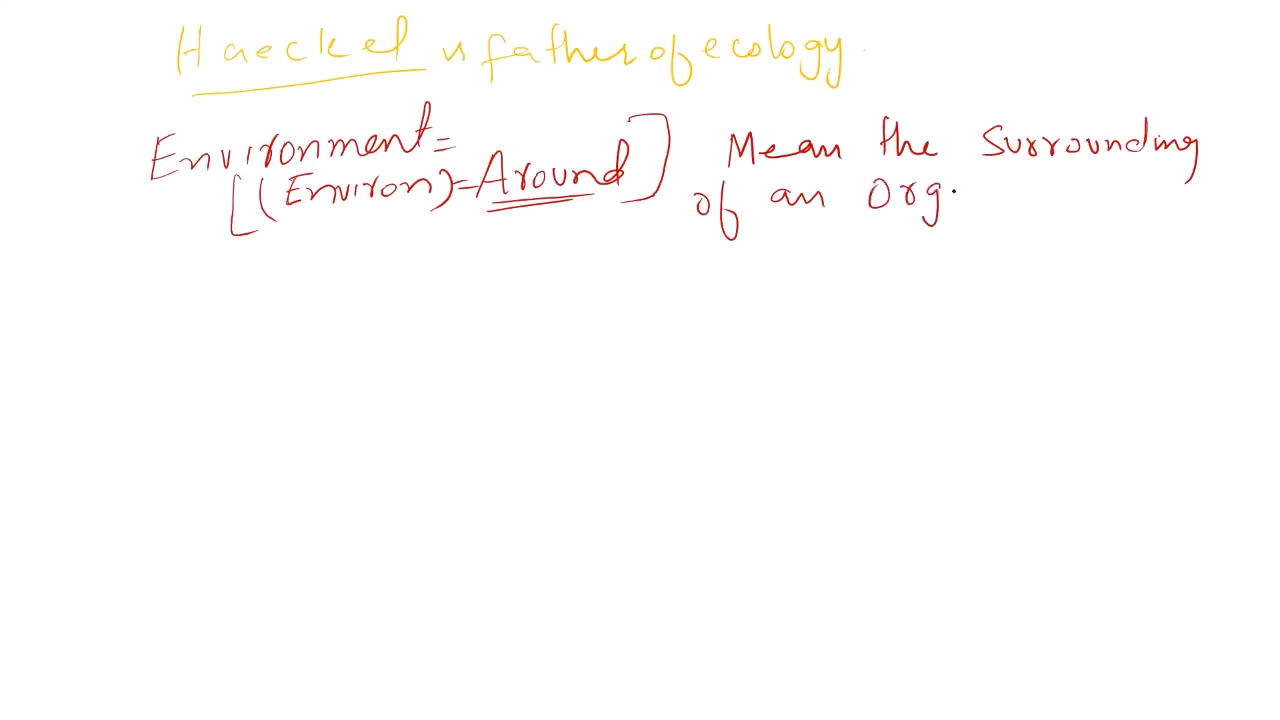 Haeckel is father of ecology
Environment = Mean the surrounding
[(Environ) = Around] of an Org.